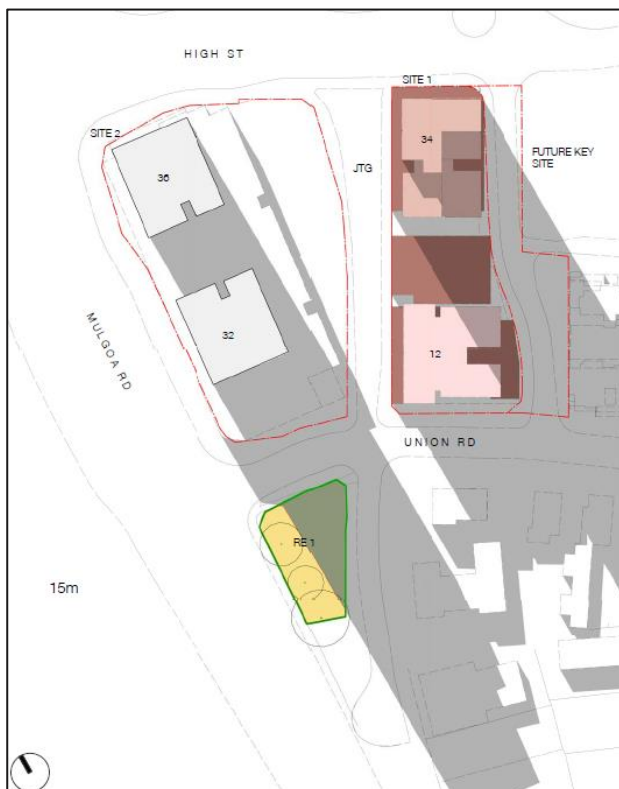 HIGH ST
SITE 1
SITE 2
34
36
JTG
FUTURE KEY
SITE
MULGOA RD
32
12
UNION RD
RE 1
15m